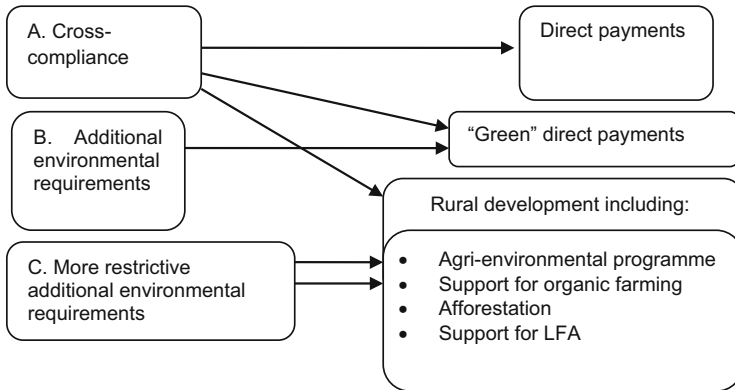 A. Cross-
compliance
Direct payments
B. Additional
environmental
requirements
“Green” direct payments
C. More restrictive
additional environmental
requirements
Rural development including:
• Agri-environmental programme
• Support for organic farming
• Afforestation
• Support for LFA